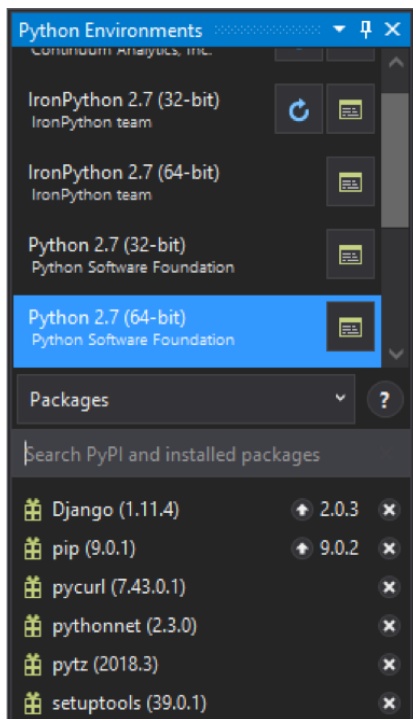 Python Environments
Continuum Analytics, Inc.
IronPython 2.7 (32-bit)
IronPython team
IronPython 2.7 (64-bit)
IronPython team
Python 2.7 (32-bit)
Python Software Foundation
Python 2.7 (64-bit)
Python Software Foundation
Packages ?
Search PyPI and installed packages
Django (1.11.4) 2.0.3
pip (9.0.1) 9.0.2
pycurl (7.43.0.1)
pythonnet (2.3.0)
pytz (2018.3)
setuptools (39.0.1)